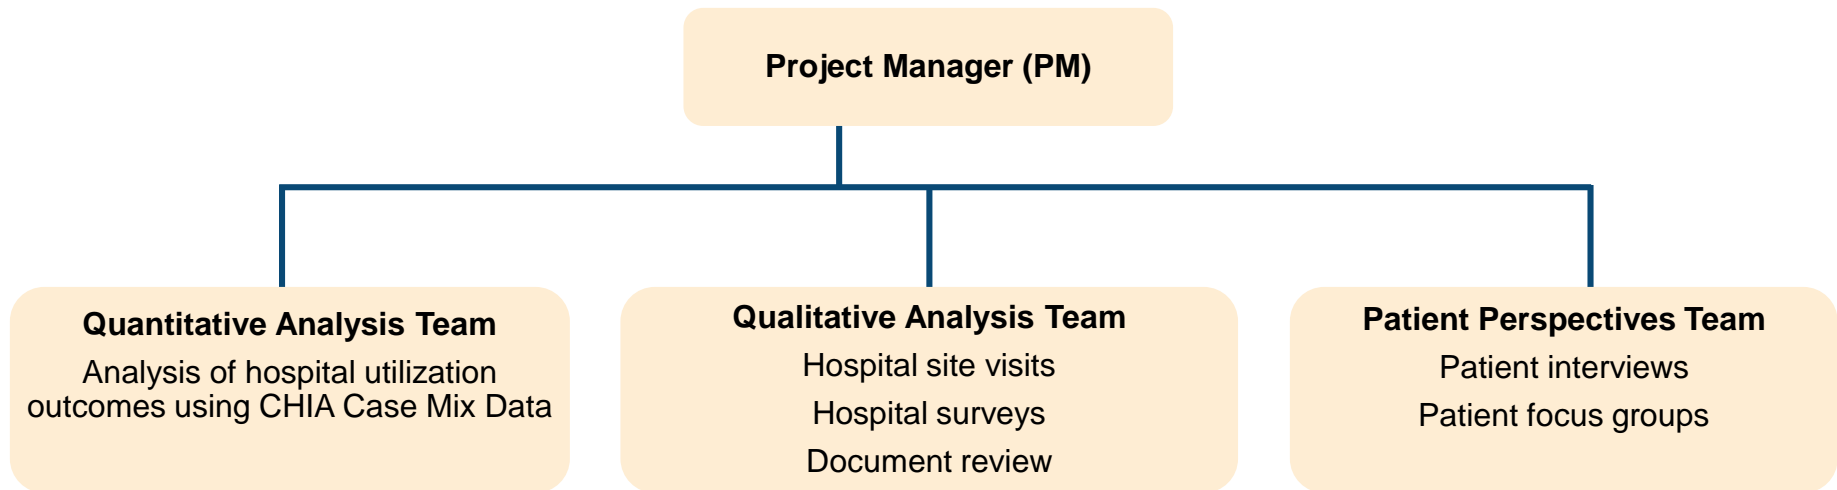 Project Manager (PM)
Quantitative Analysis Team
Analysis of hospital utilization
outcomes using CHIA Case Mix Data
Qualitative Analysis Team
Hospital site visits
Hospital surveys
Document review
Patient Perspectives Team
Patient interviews
Patient focus groups